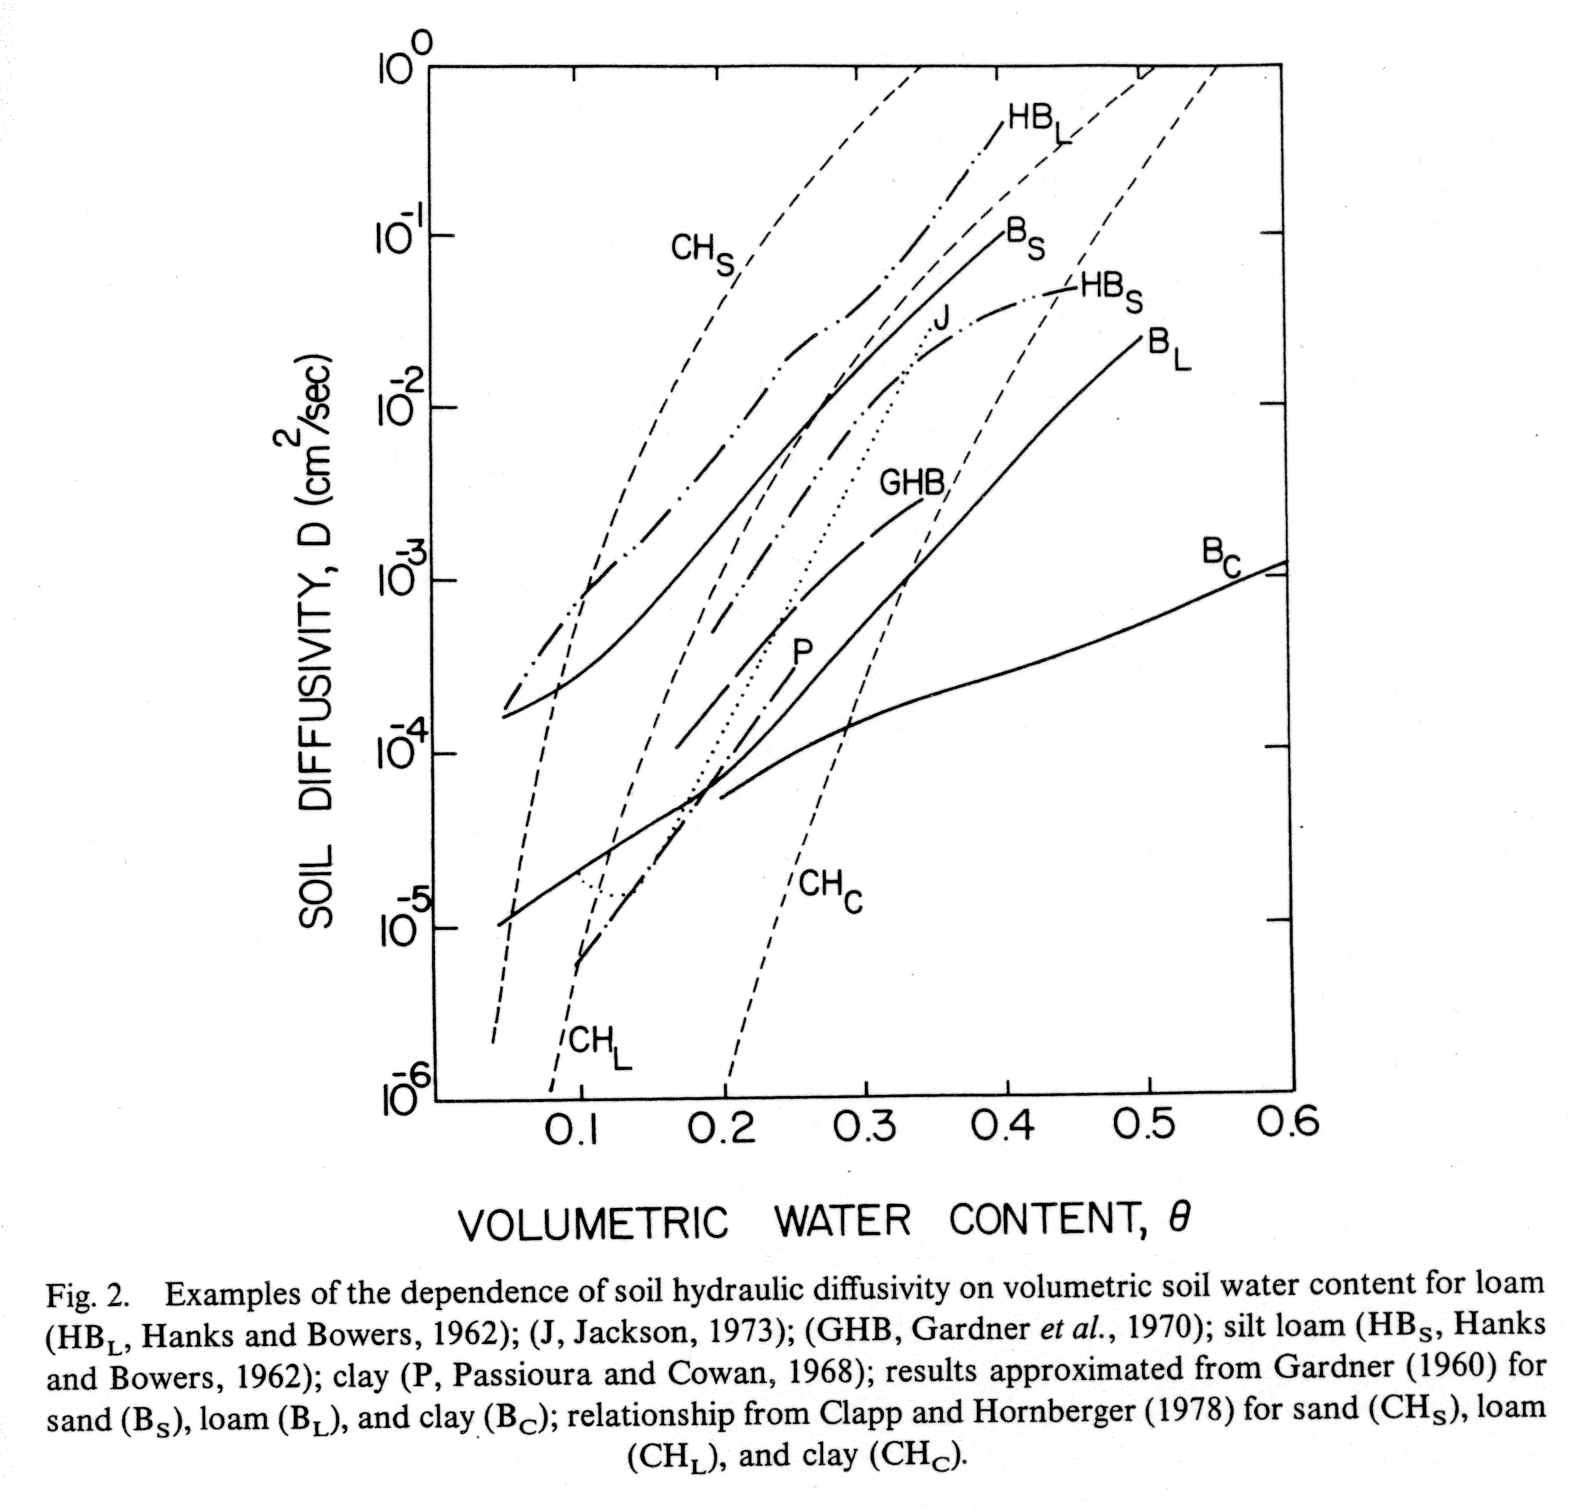 10⁰
HB_L
10⁻¹
CH_S
B_S
HB_S
J
B_L
10⁻²
GHB
10⁻³
B_C
P
10⁻⁴
CH_C
10⁻⁵
CH_L
10⁻⁶
0.1 0.2 0.3 0.4 0.5 0.6
SOIL DIFFUSIVITY, D (cm²/sec)
VOLUMETRIC WATER CONTENT, θ
Fig. 2. Examples of the dependence of soil hydraulic diffusivity on volumetric soil water content for loam
(HB_L, Hanks and Bowers, 1962); (J, Jackson, 1973); (GHB, Gardner et al., 1970); silt loam (HB_S, Hanks
and Bowers, 1962); clay (P, Passioura and Cowan, 1968); results approximated from Gardner (1960) for
sand (B_S), loam (B_L), and clay (B_C); relationship from Clapp and Hornberger (1978) for sand (CH_S), loam
(CH_L), and clay (CH_C).